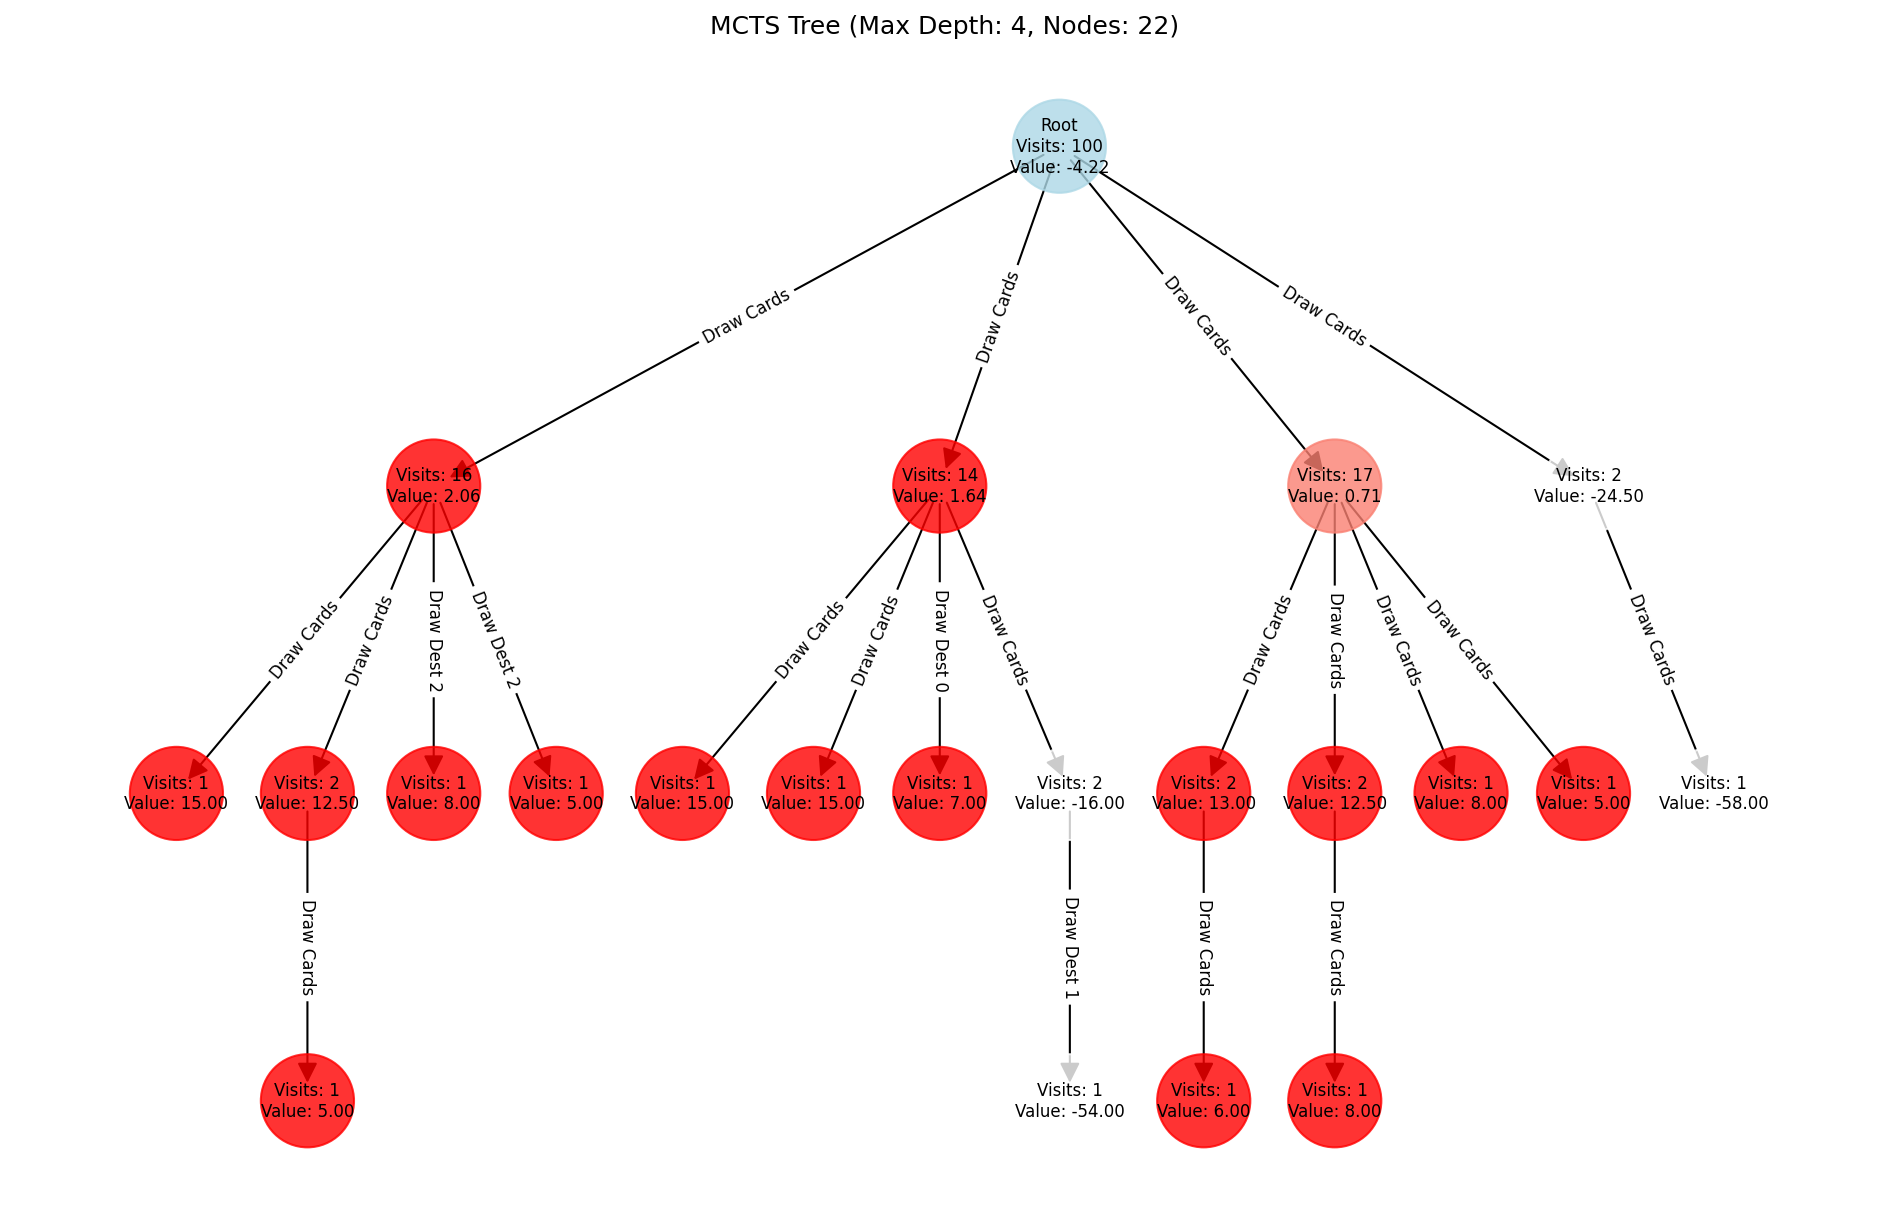 MCTS Tree (Max Depth: 4, Nodes: 22)
Root
Visits: 100
Value: -4.22
Draw Cards
Draw Cards
Draw Cards
Draw Cards
Visits: 16
Value: 2.06
Visits: 14
Value: 1.64
Visits: 17
Value: 0.71
Visits: 2
Value: -24.50
Draw Cards
Draw Cards
Draw Dest 2
Draw Dest 2
Draw Cards
Draw Cards
Draw Dest 0
Draw Cards
Draw Cards
Draw Cards
Draw Cards
Draw Cards
Draw Cards
Visits: 1
Value: 15.00
Visits: 2
Value: 12.50
Visits: 1
Value: 8.00
Visits: 1
Value: 5.00
Visits: 1
Value: 15.00
Visits: 1
Value: 15.00
Visits: 1
Value: 7.00
Visits: 2
Value: -16.00
Visits: 2
Value: 13.00
Visits: 2
Value: 12.50
Visits: 1
Value: 8.00
Visits: 1
Value: 5.00
Visits: 1
Value: -58.00
Draw Cards
Draw Dest 1
Draw Cards
Draw Cards
Visits: 1
Value: 5.00
Visits: 1
Value: -54.00
Visits: 1
Value: 6.00
Visits: 1
Value: 8.00